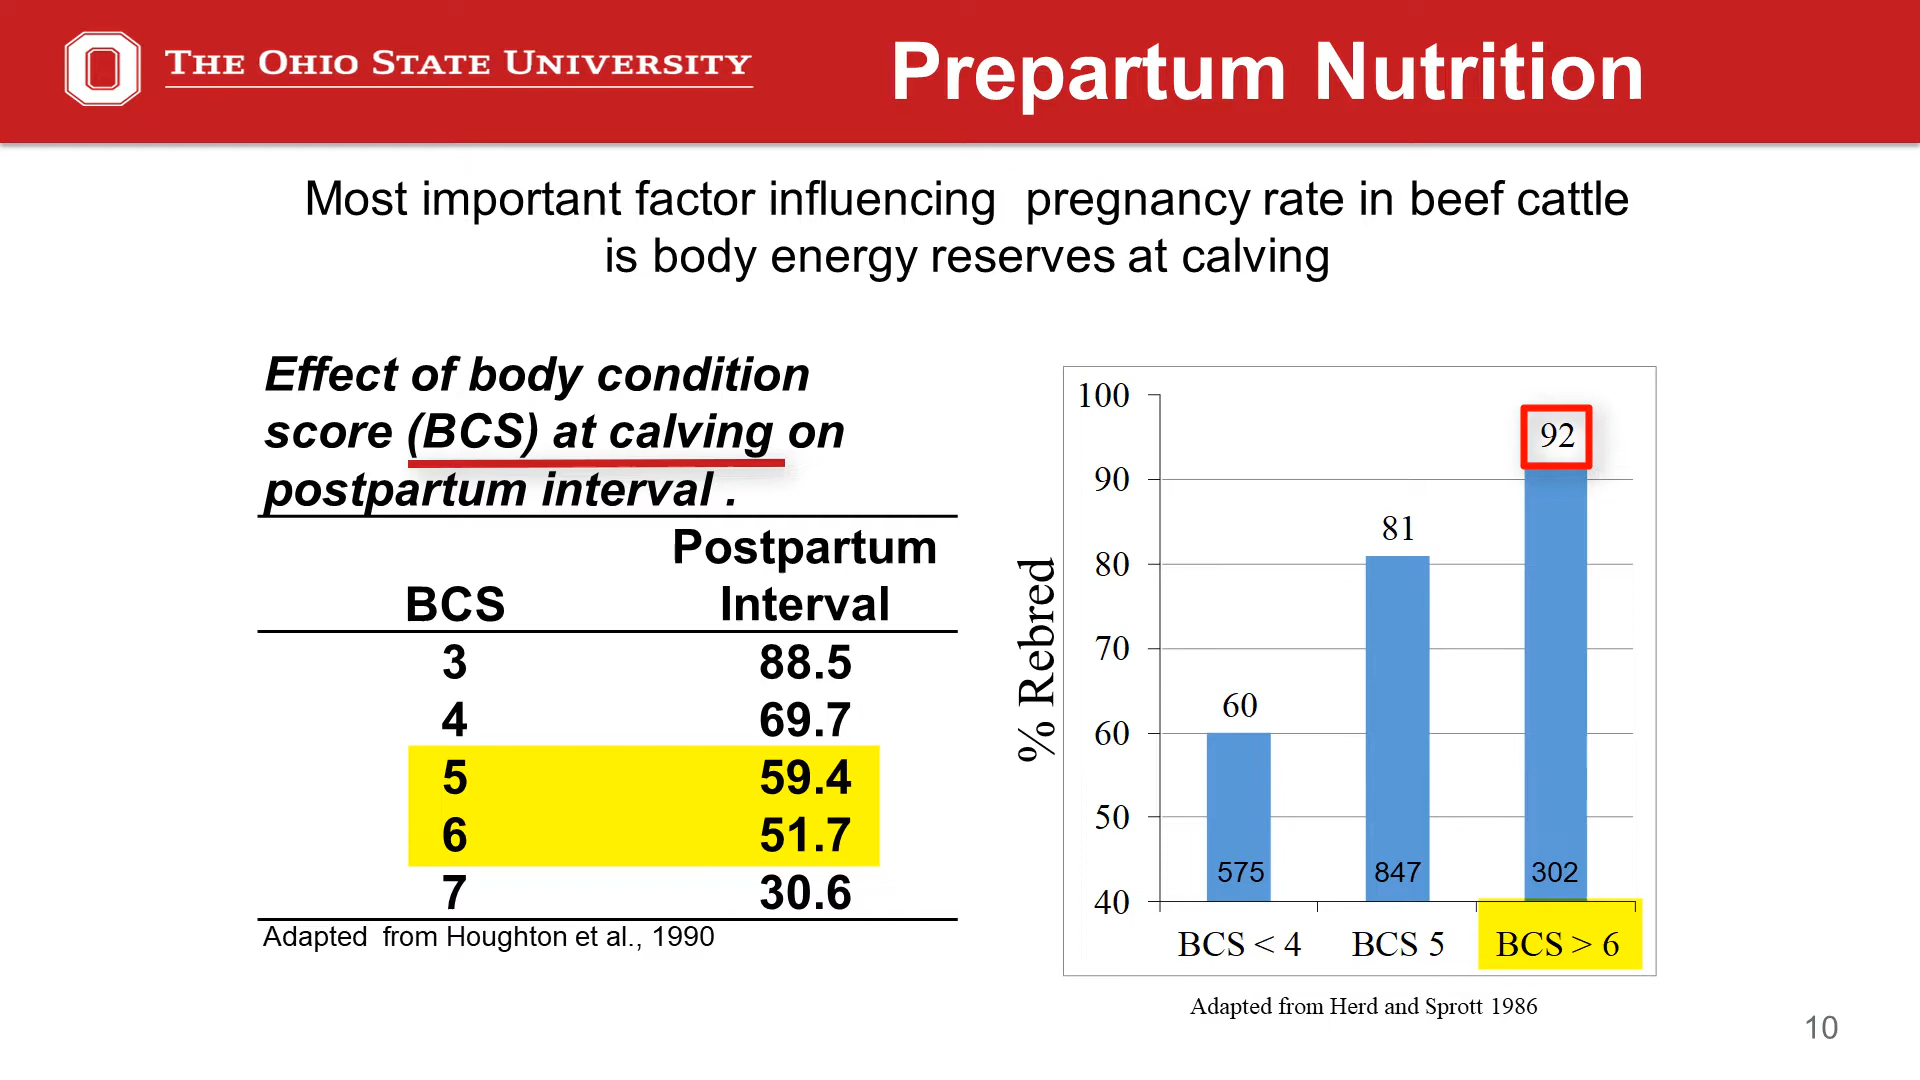 THE OHIO STATE UNIVERSITY
Prepartum Nutrition
Most important factor influencing pregnancy rate in beef cattle
is body energy reserves at calving
Effect of body condition
score (BCS) at calving on
postpartum interval .
Postpartum
BCS Interval
3 88.5
4 69.7
5 59.4
6 51.7
7 30.6
Adapted from Houghton et al., 1990
% Rebred
100
90
80
70
60
50
40
60
81
92
575
847
302
BCS < 4
BCS 5
BCS > 6
Adapted from Herd and Sprott 1986
10